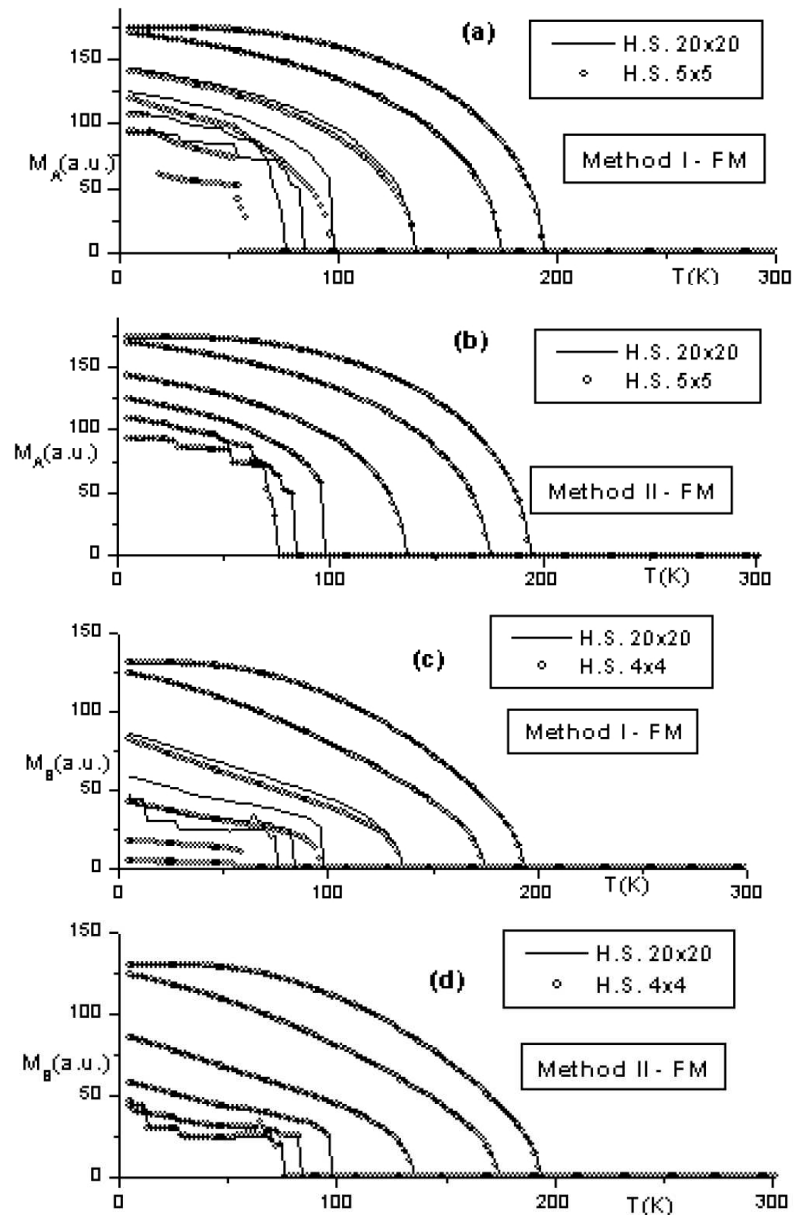 (a)
H.S. 20x20
H.S. 5x5
Method I - FM
M_A(a.u.)
150
100
50
0
0
100
200
300
T(K)
(b)
H.S. 20x20
H.S. 5x5
Method II - FM
M_A(a.u.)
150
100
50
0
0
100
200
300
T(K)
(c)
H.S. 20x20
H.S. 4x4
Method I - FM
M_B(a.u.)
150
100
50
0
0
100
200
300
T(K)
(d)
H.S. 20x20
H.S. 4x4
Method II - FM
M_B(a.u.)
150
100
50
0
0
100
200
300
T(K)